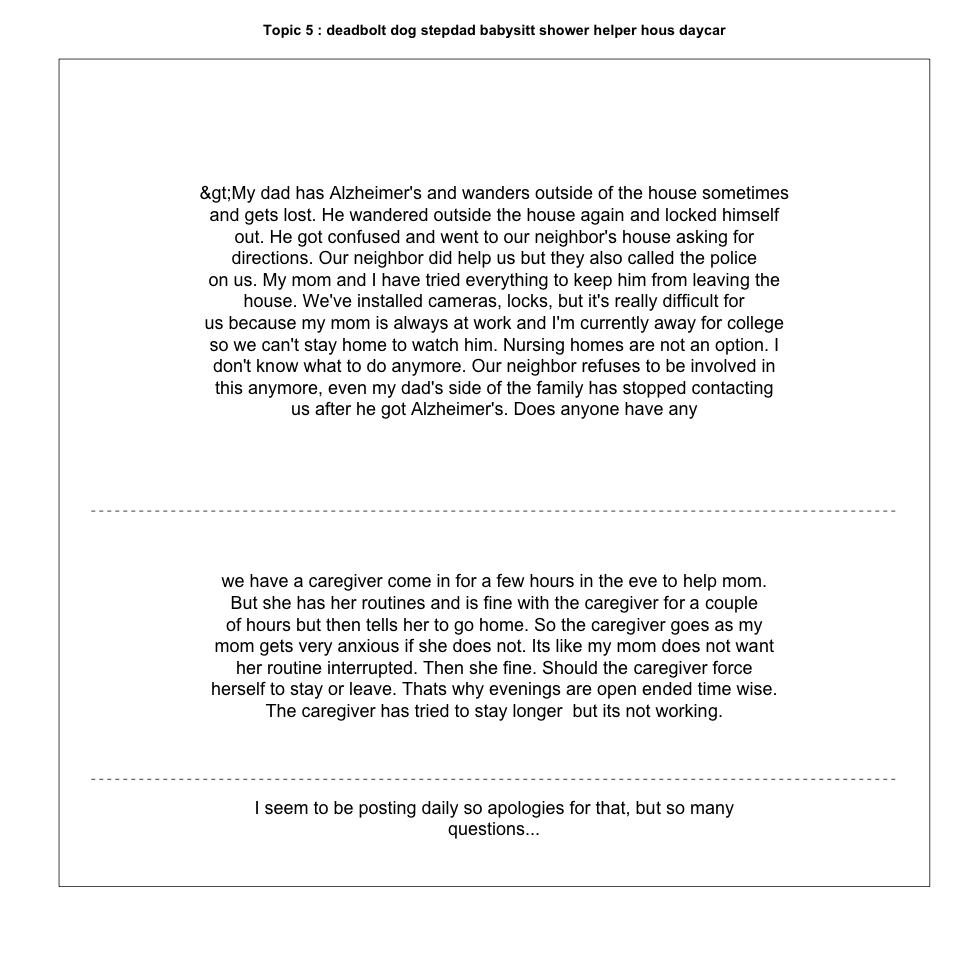 Topic 5 : deadbolt dog stepdad babysitt shower helper hous daycar
&gt;My dad has Alzheimer's and wanders outside of the house sometimes
and gets lost. He wandered outside the house again and locked himself
out. He got confused and went to our neighbor's house asking for
directions. Our neighbor did help us but they also called the police
on us. My mom and I have tried everything to keep him from leaving the
house. We've installed cameras, locks, but it's really difficult for
us because my mom is always at work and I'm currently away for college
so we can't stay home to watch him. Nursing homes are not an option. I
don't know what to do anymore. Our neighbor refuses to be involved in
this anymore, even my dad's side of the family has stopped contacting
us after he got Alzheimer's. Does anyone have any
we have a caregiver come in for a few hours in the eve to help mom.
But she has her routines and is fine with the caregiver for a couple
of hours but then tells her to go home. So the caregiver goes as my
mom gets very anxious if she does not. Its like my mom does not want
her routine interrupted. Then she fine. Should the caregiver force
herself to stay or leave. Thats why evenings are open ended time wise.
The caregiver has tried to stay longer  but its not working.
I seem to be posting daily so apologies for that, but so many
questions...